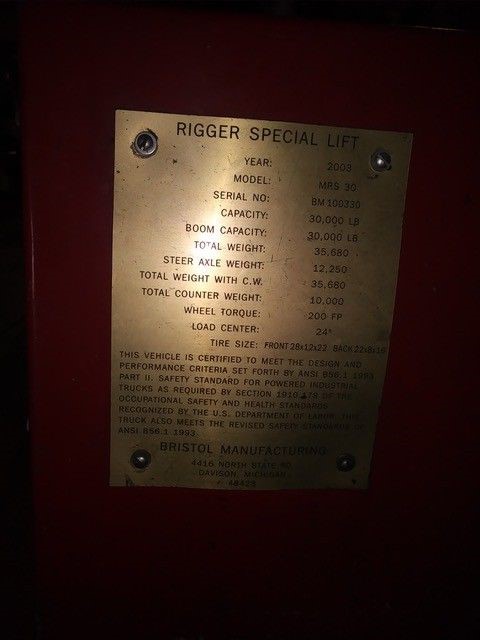 RIGGER SPECIAL LIFT
YEAR: 2003
MODEL: MRS 30
SERIAL NO: BM 100330
CAPACITY: 30,000 LB
BOOM CAPACITY: 30,000 LB
TOTAL WEIGHT: 35,680
STEER AXLE WEIGHT: 12,250
TOTAL WEIGHT WITH C.W. 35,680
TOTAL COUNTER WEIGHT: 10,000
WHEEL TORQUE: 200 FP
LOAD CENTER: 24"
TIRE SIZE: FRONT 28x12x22 BACK 22x8x16
THIS VEHICLE IS CERTIFIED TO MEET THE DESIGN AND
PERFORMANCE CRITERIA SET FORTH BY ANSI B56.1 1993
PART II. SAFETY STANDARD FOR POWERED INDUSTRIAL
TRUCKS AS REQUIRED BY SECTION 1910.178 OF THE
OCCUPATIONAL SAFETY AND HEALTH STANDARDS
RECOGNIZED BY THE U.S. DEPARTMENT OF LABOR. THIS
TRUCK ALSO MEETS THE REVISED SAFETY STANDARDS OF
ANSI B56.1 1993.
BRISTOL MANUFACTURING
4416 NORTH STATE RD
DAVISON, MICHIGAN
48423